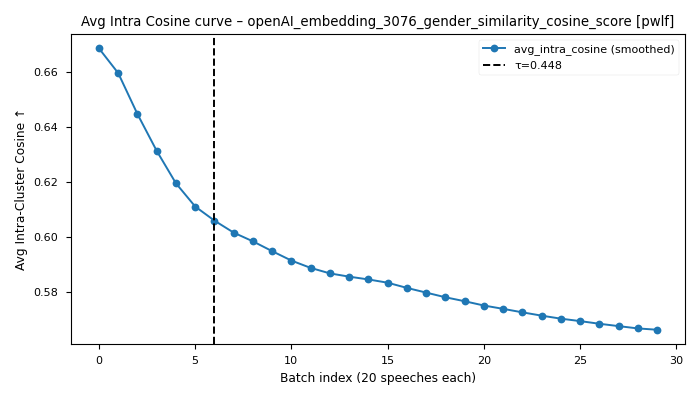 Avg Intra Cosine curve – openAI_embedding_3076_gender_similarity_cosine_score [pwlf]
avg_intra_cosine (smoothed)
τ=0.448
Avg Intra-Cluster Cosine ↑
0.66
0.64
0.62
0.60
0.58
0
5
10
15
20
25
30
Batch index (20 speeches each)